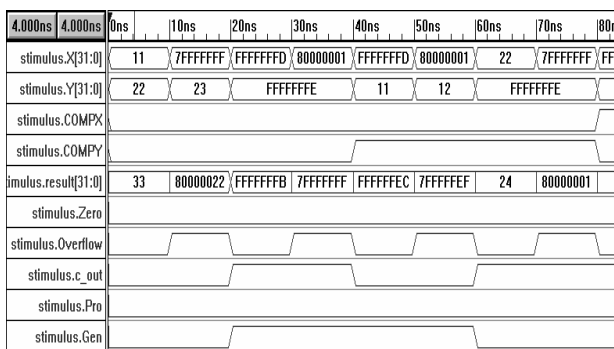 4.000ns 4.000ns 0ns 10ns 20ns 30ns 40ns 50ns 60ns 70ns 80n
stimulus.X[31:0] 11 7FFFFFFF FFFFFFFD 80000001 FFFFFFFD 80000001 22 7FFFFFFF FF
stimulus.Y[31:0] 22 23 FFFFFFFE 11 12 FFFFFFFE
stimulus.COMPX
stimulus.COMPY
timulus.result[31:0] 33 80000022 FFFFFFFB 7FFFFFFF FFFFFFEC 7FFFFFEF 24 80000001
stimulus.Zero
stimulus.Overflow
stimulus.c_out
stimulus.Pro
stimulus.Gen